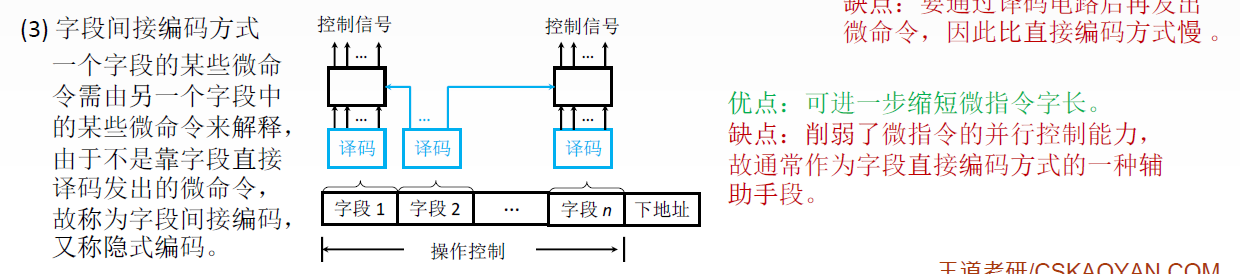 缺点：要通过译码电路后再发出
微命令，因此比直接编码方式慢 。
(3) 字段间接编码方式
一个字段的某些微命
令需由另一个字段中
的某些微命令来解释，
由于不是靠字段直接
译码发出的微命令，
故称为字段间接编码，
又称隐式编码。
控制信号
控制信号
...
...
...
...
...
译码
译码
译码
字段 1
字段 2
...
字段 n
下地址
操作控制
优点：可进一步缩短微指令字长。
缺点：削弱了微指令的并行控制能力，
故通常作为字段直接编码方式的一种辅
助手段。
王道考研/CSKAOYAN.COM